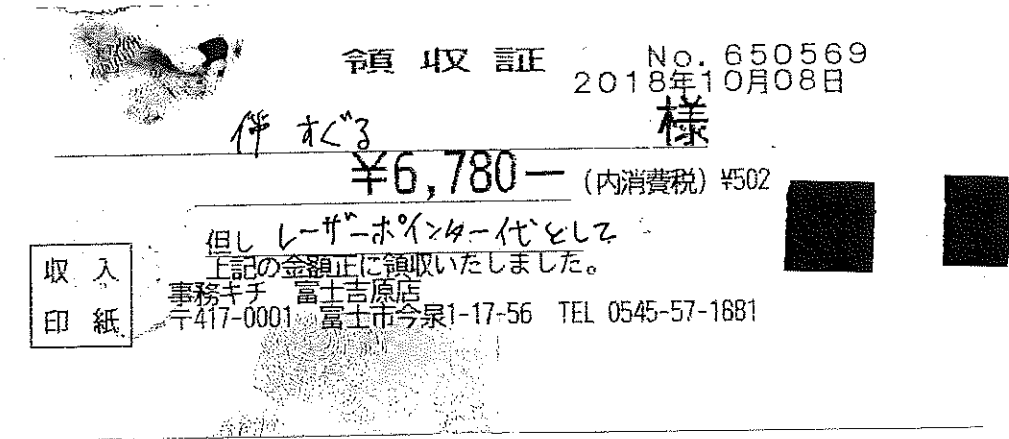 領収証 No.650569
2018年10月08日
伴 すぐる 様
¥6,780― (内消費税) ¥502
但し レーザーポインター代として
上記の金額正に領収いたしました。
収入
印紙
事務キチ 富士吉原店
〒417-0001 富士市今泉1-17-56 TEL 0545-57-1681